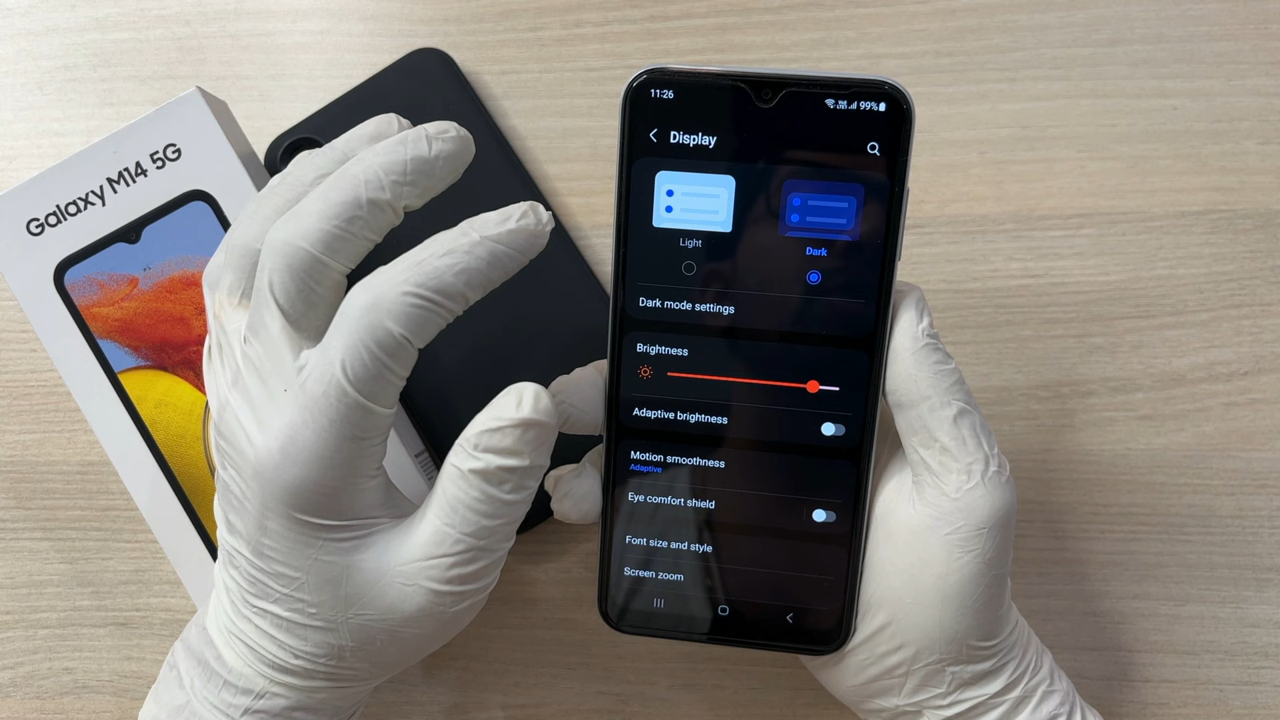 Galaxy M14 5G
11:26
99%
Display
Light
Dark
Dark mode settings
Brightness
Adaptive brightness
Motion smoothness
Adaptive
Eye comfort shield
Font size and style
Screen zoom